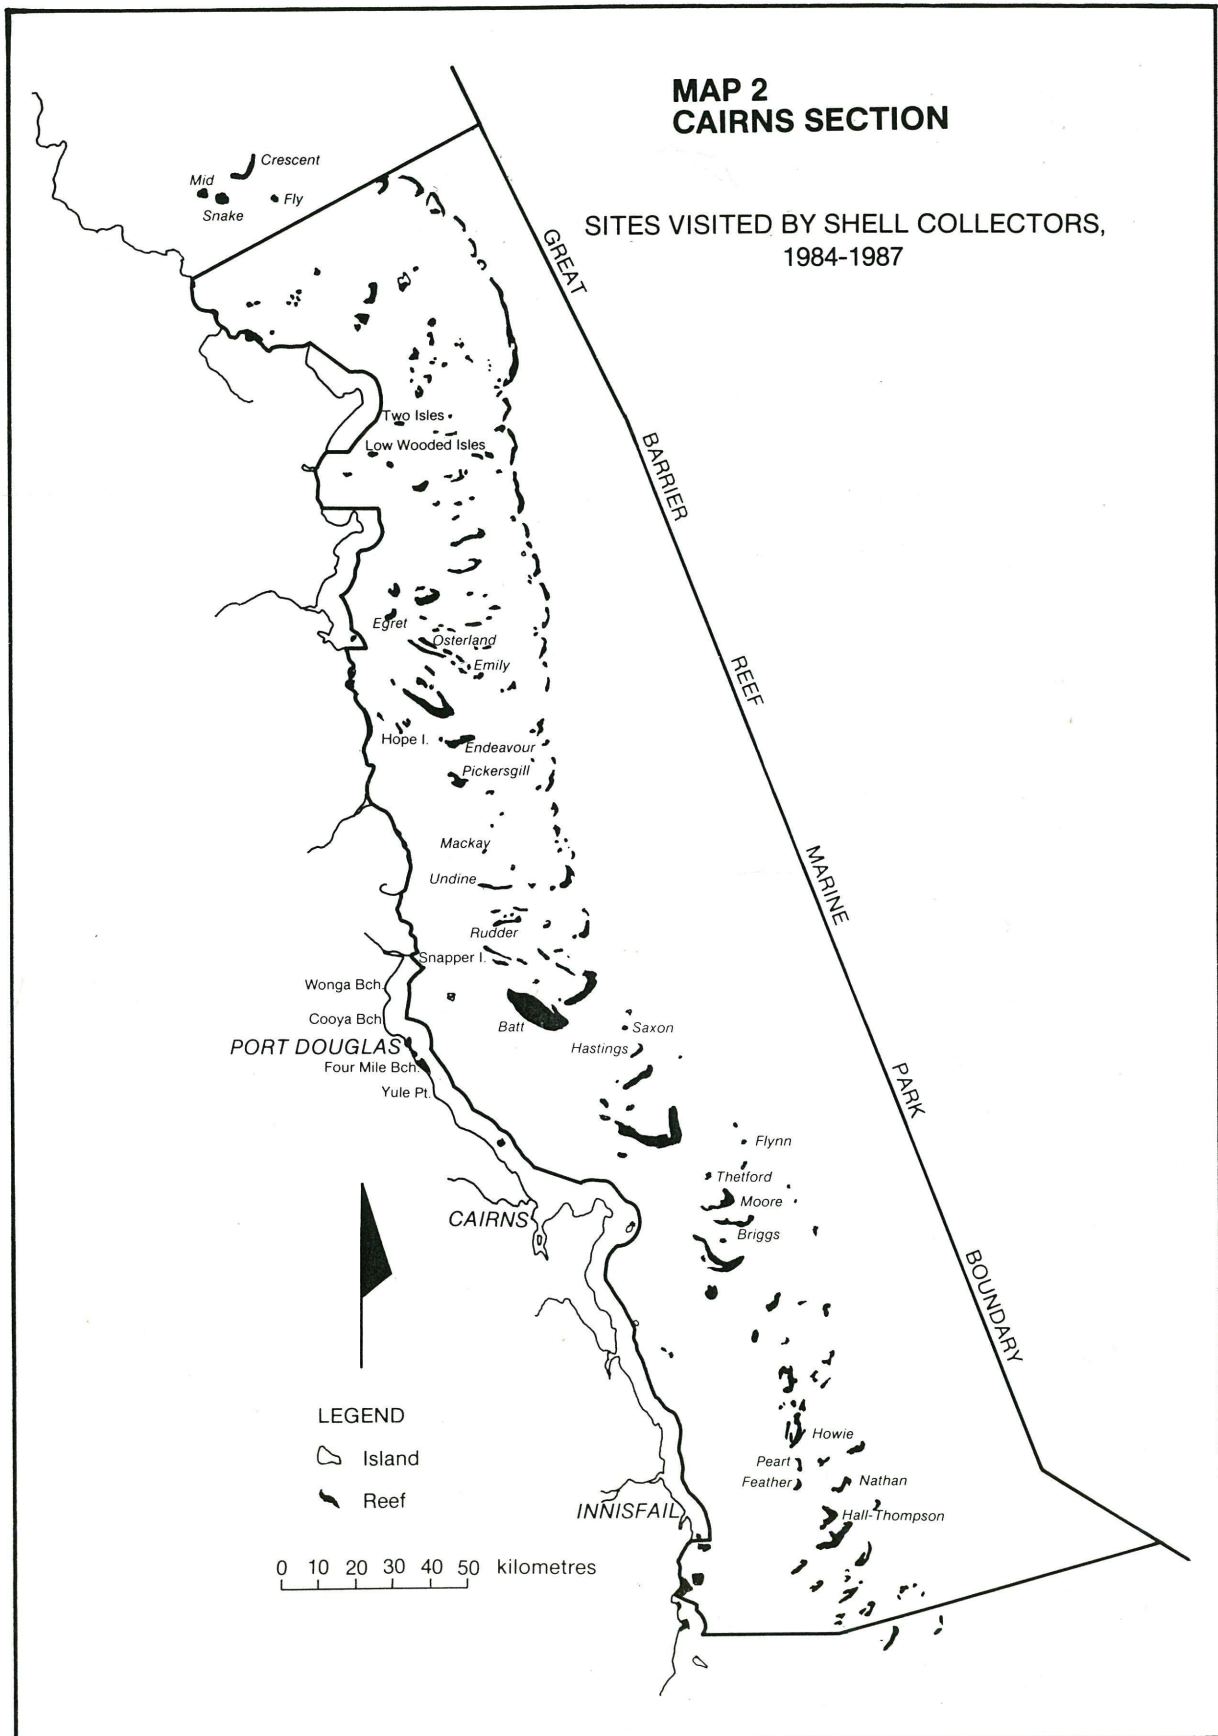 MAP 2
CAIRNS SECTION
SITES VISITED BY SHELL COLLECTORS,
1984-1987
Crescent
Mid
Fly
Snake
GREAT
BARRIER
REEF
MARINE
PARK
BOUNDARY
Two Isles
Low Wooded Isles
Egret
Osterland
Emily
Hope I.
Endeavour
Pickersgill
Mackay
Undine
Rudder
Snapper I.
Wonga Bch.
Cooya Bch
Batt
Saxon
PORT DOUGLAS
Hastings
Four Mile Bch.
Yule Pt.
Flynn
Thetford
Moore
CAIRNS
Briggs
Howie
Peart
Feather
Nathan
INNISFAIL
Hall-Thompson
LEGEND
Island
Reef
0 10 20 30 40 50 kilometres